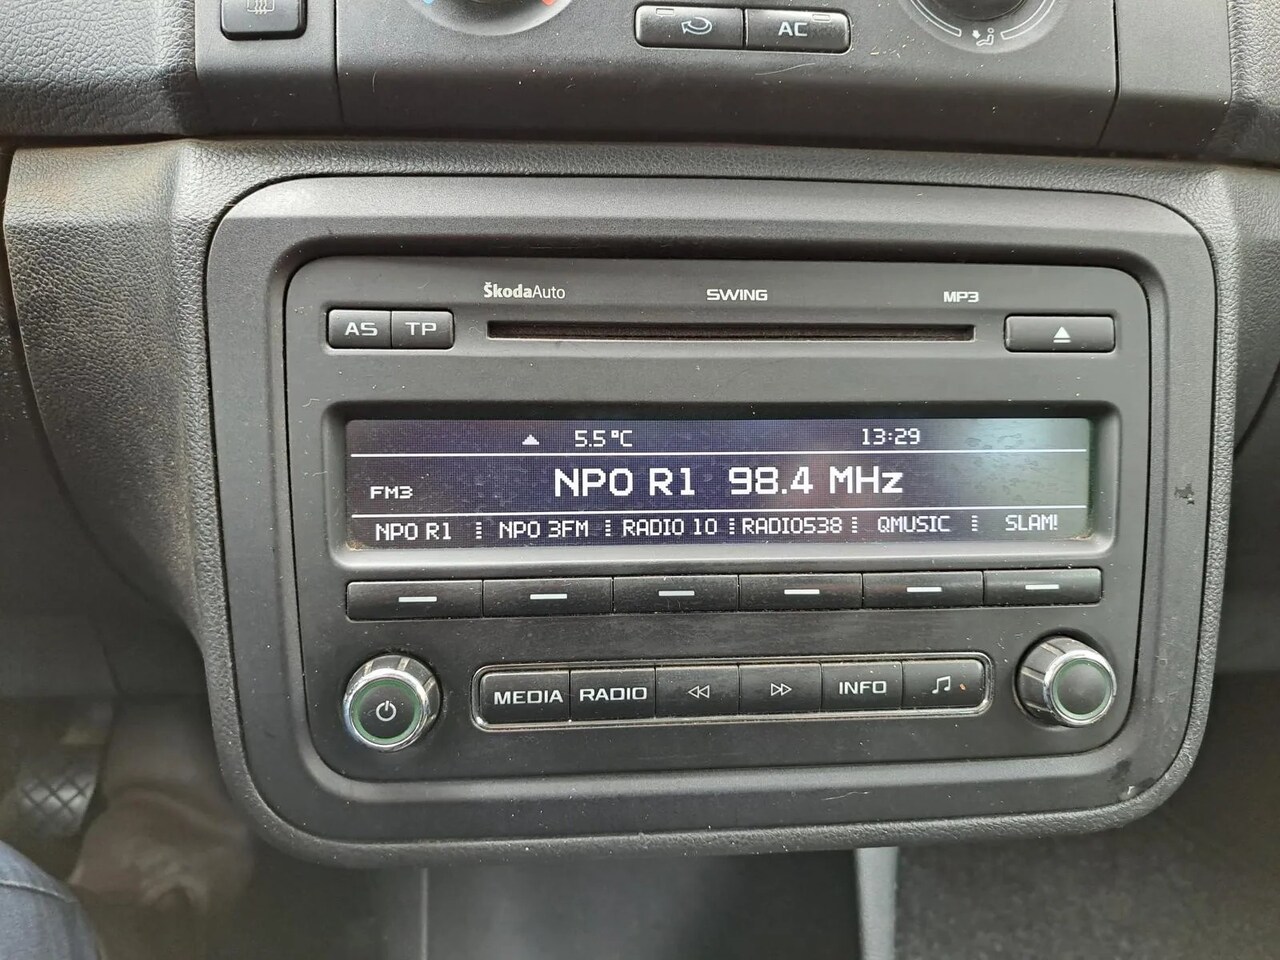 AC
ŠkodaAuto SWING MP3
AS TP
5.5 °C 13:29
FM3 NPO R1 98.4 MHz
NPO R1 NPO 3FM RADIO 10 RADIO538 QMUSIC SLAM!
MEDIA RADIO INFO